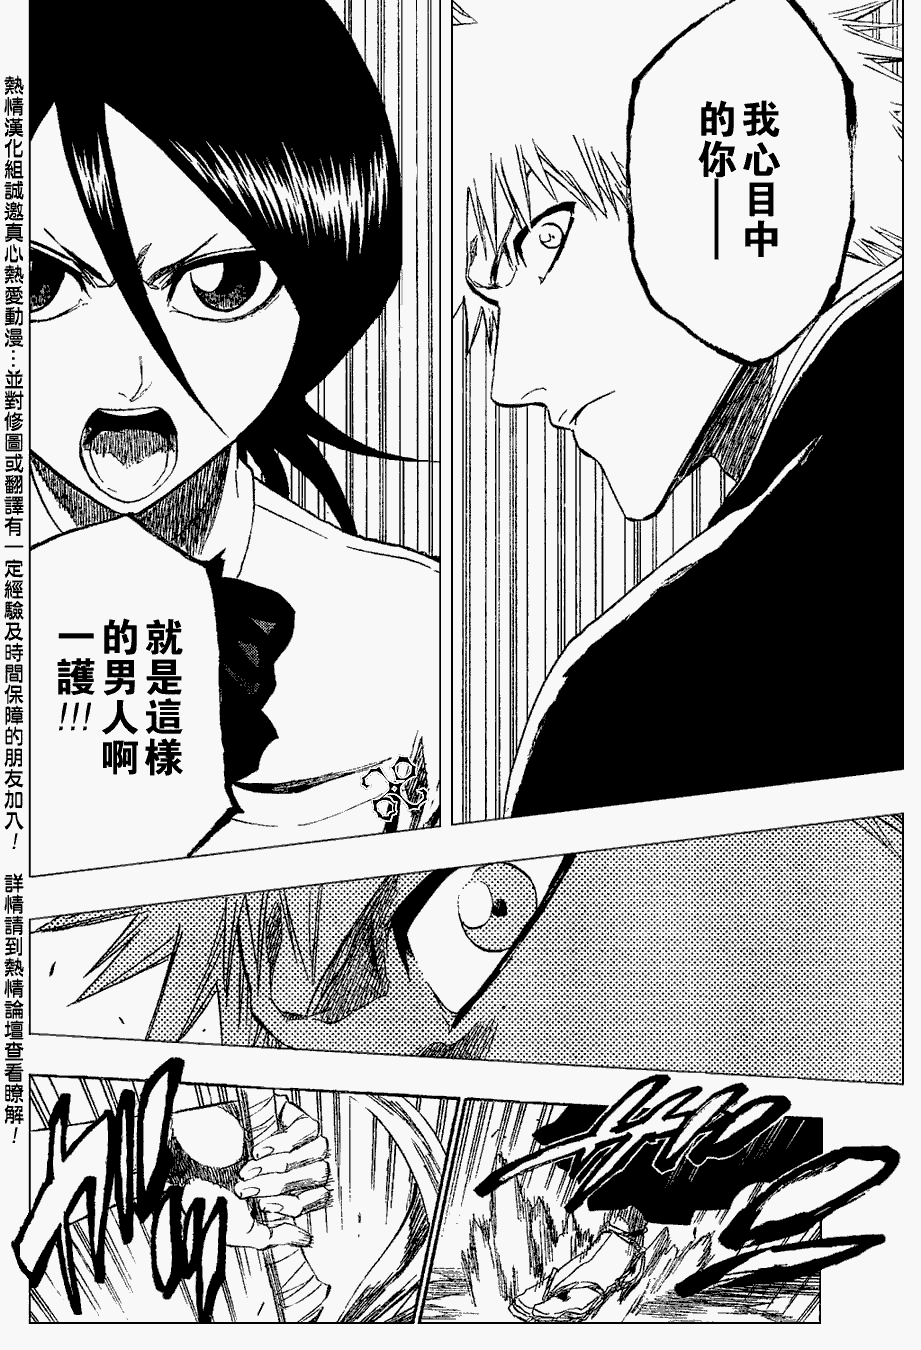 我心目中
的你——
就是這樣
的男人啊
一護!!!
熱情漢化組誠邀真心熱愛動漫…並對修圖或翻譯有一定經驗及時間保障的朋友加入! 詳情請到熱情論壇查看瞭解!